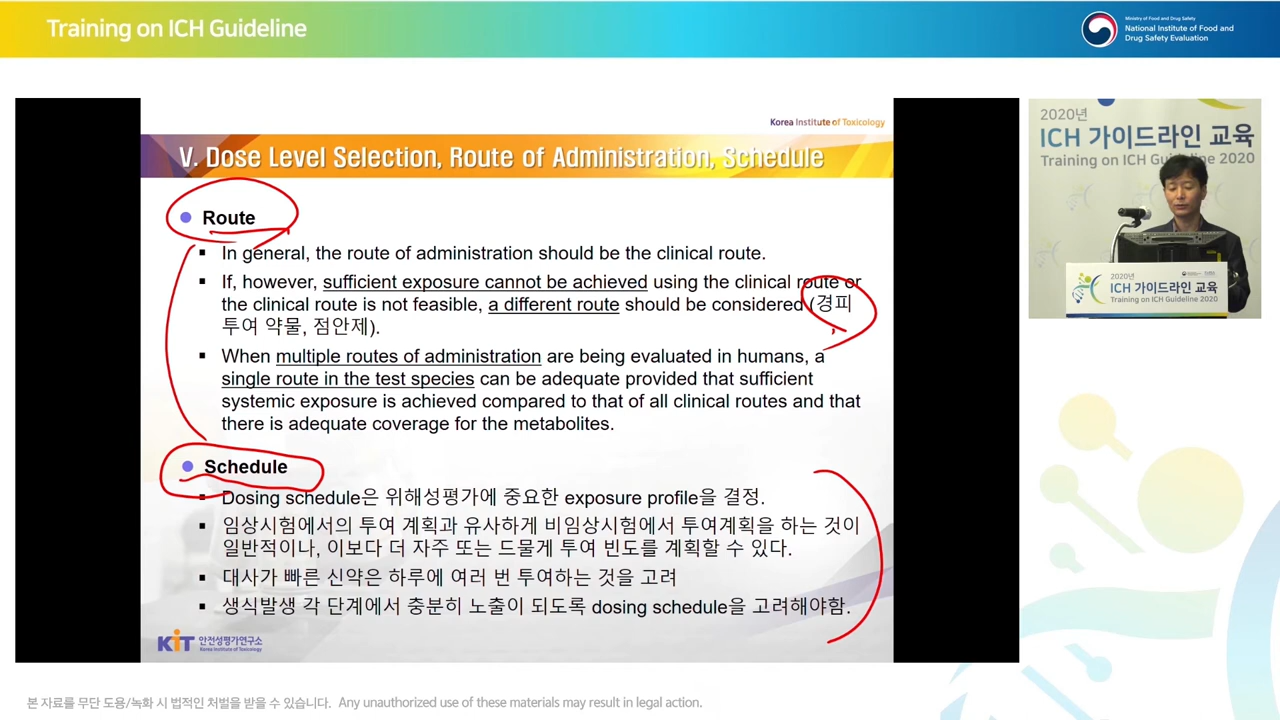 Training on ICH Guideline
Ministry of Food and Drug Safety
National Institute of Food and
Drug Safety Evaluation
Korea Institute of Toxicology
V. Dose Level Selection, Route of Administration, Schedule
● Route
▪ In general, the route of administration should be the clinical route.
▪ If, however, sufficient exposure cannot be achieved using the clinical route or
the clinical route is not feasible, a different route should be considered (경피
투여 약물, 점안제).
▪ When multiple routes of administration are being evaluated in humans, a
single route in the test species can be adequate provided that sufficient
systemic exposure is achieved compared to that of all clinical routes and that
there is adequate coverage for the metabolites.
● Schedule
▪ Dosing schedule은 위해성평가에 중요한 exposure profile을 결정.
▪ 임상시험에서의 투여 계획과 유사하게 비임상시험에서 투여계획을 하는 것이
일반적이나, 이보다 더 자주 또는 드물게 투여 빈도를 계획할 수 있다.
▪ 대사가 빠른 신약은 하루에 여러 번 투여하는 것을 고려
▪ 생식발생 각 단계에서 충분히 노출이 되도록 dosing schedule을 고려해야함.
KIT 안전성평가연구소
Korea Institute of Toxicology
2020년
ICH 가이드라인 교육
Training on ICH Guideline 2020
2020년
ICH 가이드라인 교육
Training on ICH Guideline 2020
본 자료를 무단 도용/녹화 시 법적인 처벌을 받을 수 있습니다. Any unauthorized use of these materials may result in legal action.